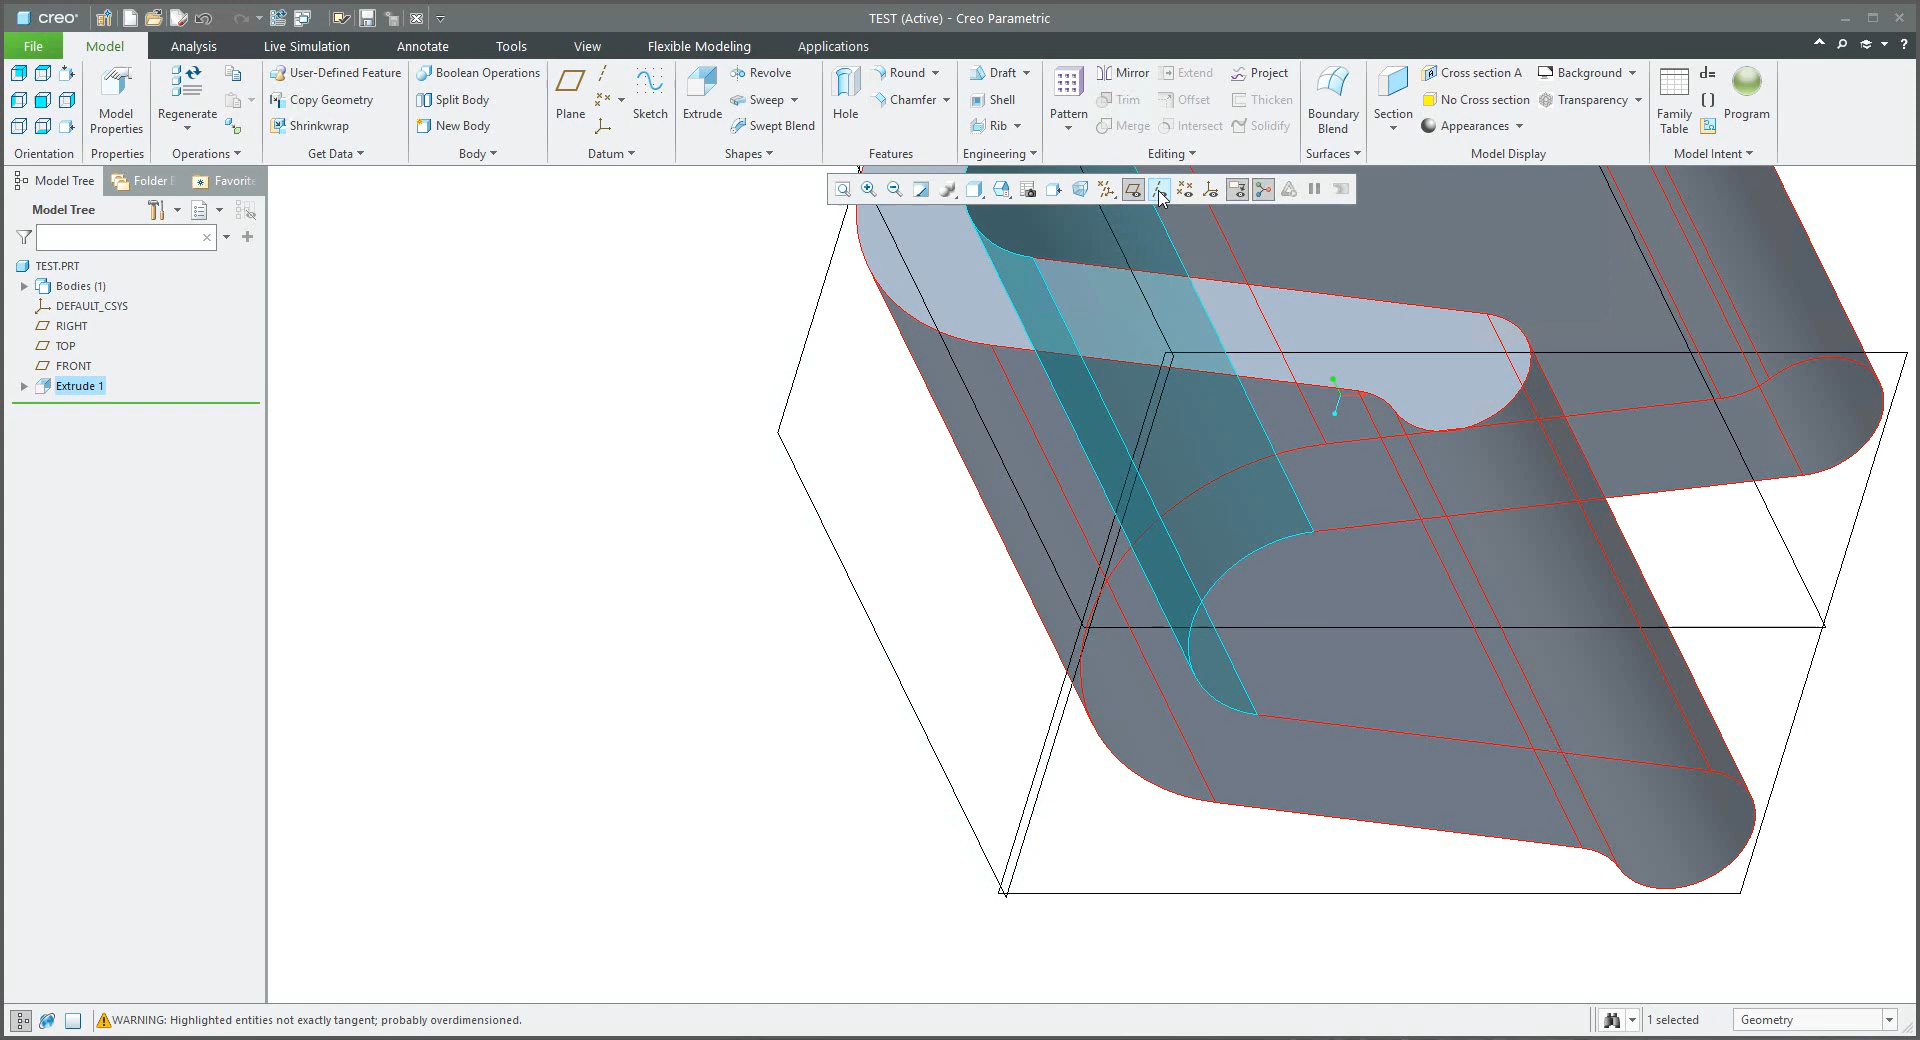 creo
TEST (Active) - Creo Parametric
File Model Analysis Live Simulation Annotate Tools View Flexible Modeling Applications
Model Properties
Regenerate
User-Defined Feature
Copy Geometry
Shrinkwrap
Boolean Operations
Split Body
New Body
Plane
Sketch
Extrude
Revolve
Sweep
Swept Blend
Hole
Round
Chamfer
Draft
Shell
Rib
Pattern
Mirror Extend Project
Trim Offset Thicken
Merge Intersect Solidify
Boundary Blend
Section
Cross section A
No Cross section
Appearances
Background
Transparency
Family Table
d=
Program
Orientation Properties Operations Get Data Body Datum Shapes Features Engineering Editing Surfaces Model Display Model Intent
Model Tree Folder Favorite
Model Tree
TEST.PRT
Bodies (1)
DEFAULT_CSYS
RIGHT
TOP
FRONT
Extrude 1
WARNING: Highlighted entities not exactly tangent; probably overdimensioned.
1 selected
Geometry